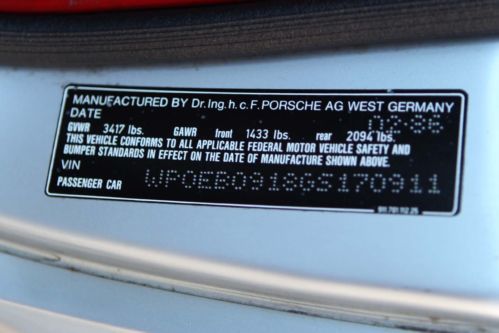 MANUFACTURED BY Dr.Ing.h.c.F.PORSCHE AG WEST GERMANY
DATE 02-86
GVWR 3417 lbs. GAWR front 1433 lbs. rear 2094 lbs.
THIS VEHICLE CONFORMS TO ALL APPLICABLE FEDERAL MOTOR VEHICLE SAFETY AND
BUMPER STANDARDS IN EFFECT ON THE DATE OF MANUFACTURE SHOWN ABOVE.
VIN
PASSENGER CAR WP0EB0918GS170911